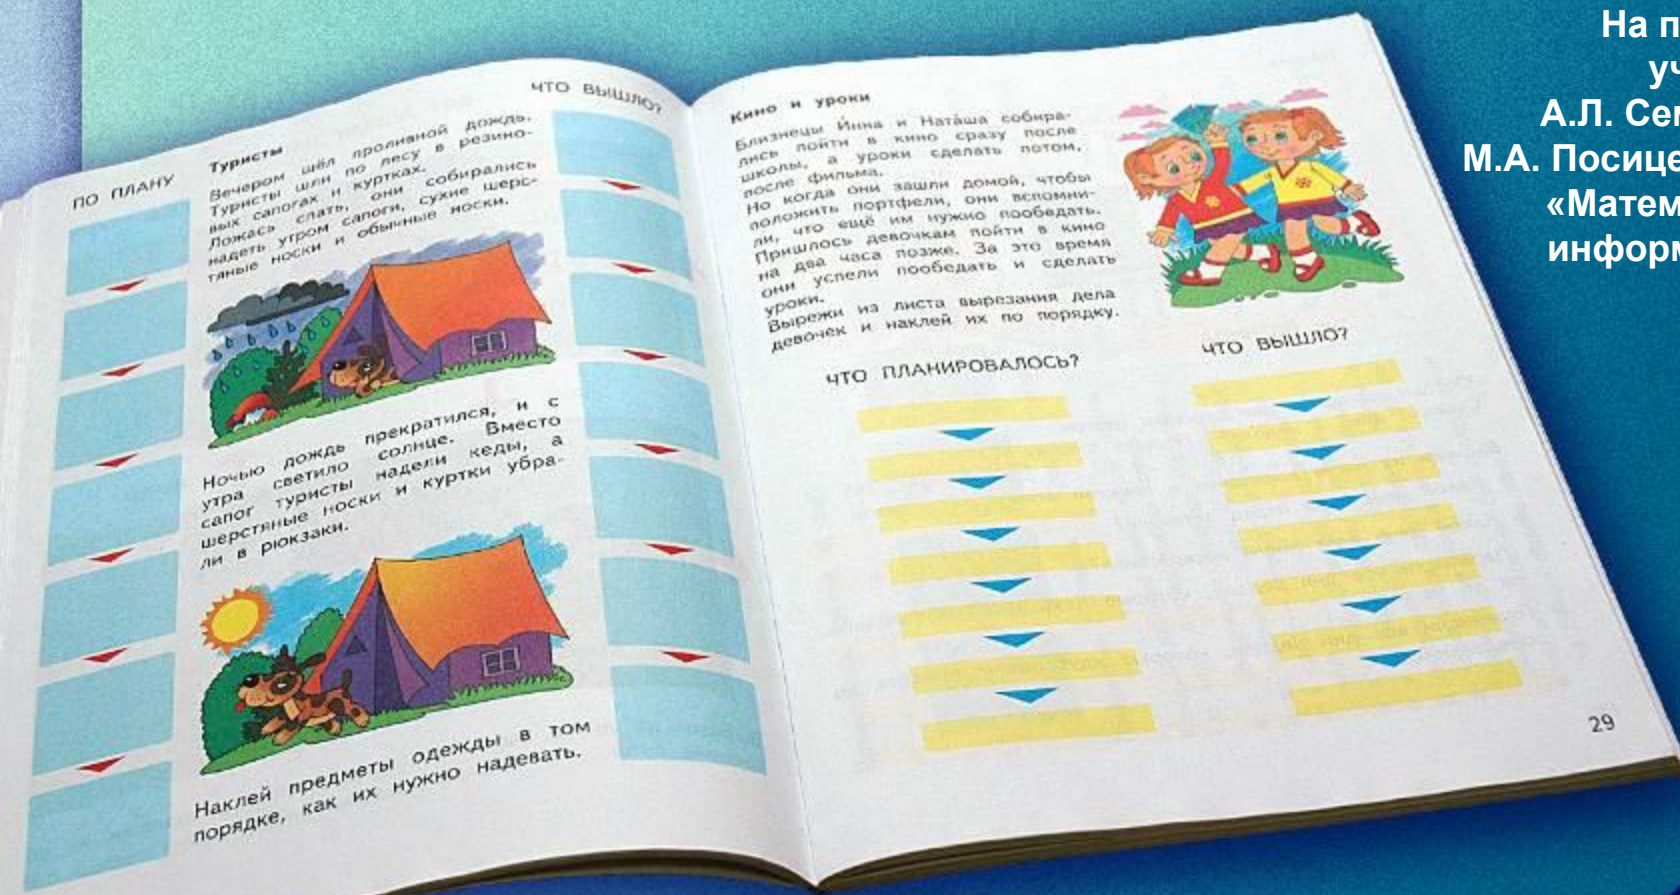 ПО ПЛАНУ
Туристы
Вечером шёл проливной дождь.
Туристы шли по лесу в резино-
вых сапогах и куртках.
Ложась спать, они собирались
надеть утром сапоги, сухие шерс-
тяные носки и обычные носки.
Ночью дождь прекратился, и с
утра светило солнце. Вместо
сапог туристы надели кеды, а
шерстяные носки и куртки убра-
ли в рюкзаки.
Наклей предметы одежды в том
порядке, как их нужно надевать.
ЧТО ВЫШЛО?
Кино и уроки
Близнецы Инна и Наташа собира-
лись пойти в кино сразу после
школы, а уроки сделать потом,
после фильма.
Но когда они зашли домой, чтобы
положить портфели, они вспомни-
ли, что ещё им нужно пообедать.
Пришлось девочкам пойти в кино
на два часа позже. За это время
они успели пообедать и сделать
уроки.
Вырежи из листа вырезания дела
девочек и наклей их по порядку.
ЧТО ПЛАНИРОВАЛОСЬ?
ЧТО ВЫШЛО?
29
На п
уч
А.Л. Сем
М.А. Посице
«Матем
информ